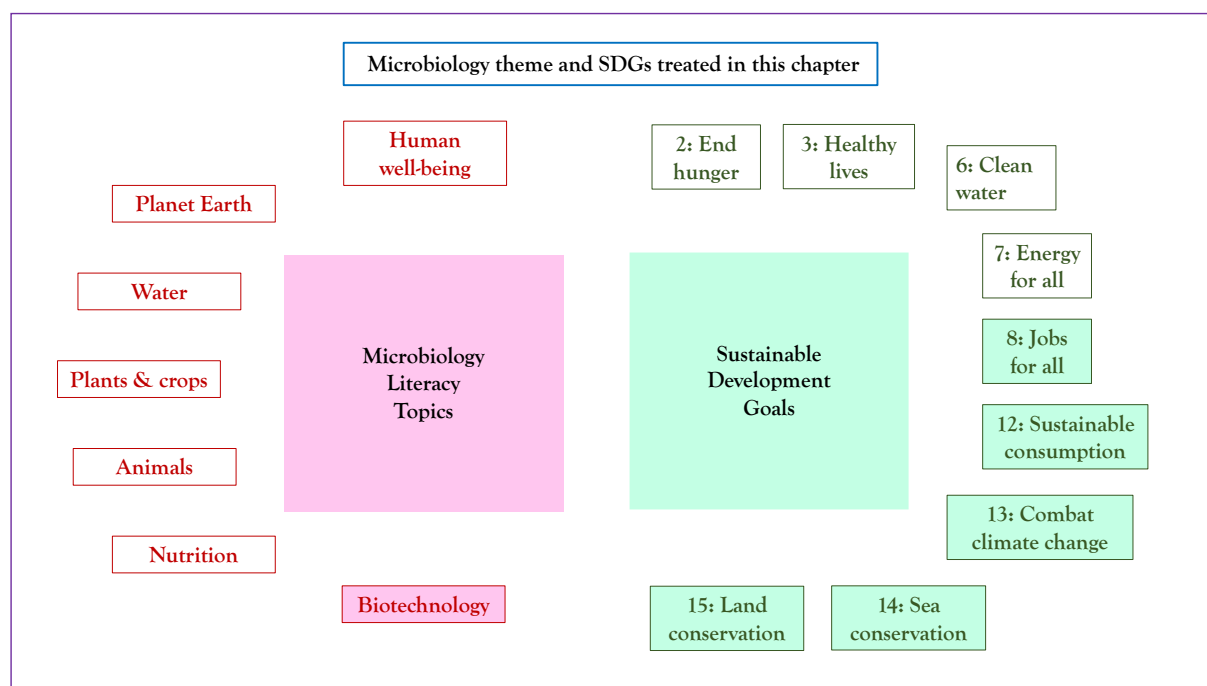 Microbiology theme and SDGs treated in this chapter
Human
well-being
Planet Earth
Water
Plants & crops
Animals
Nutrition
Biotechnology
Microbiology
Literacy
Topics
Sustainable
Development
Goals
2: End
hunger
3: Healthy
lives
6: Clean
water
7: Energy
for all
8: Jobs
for all
12: Sustainable
consumption
13: Combat
climate change
14: Sea
conservation
15: Land
conservation